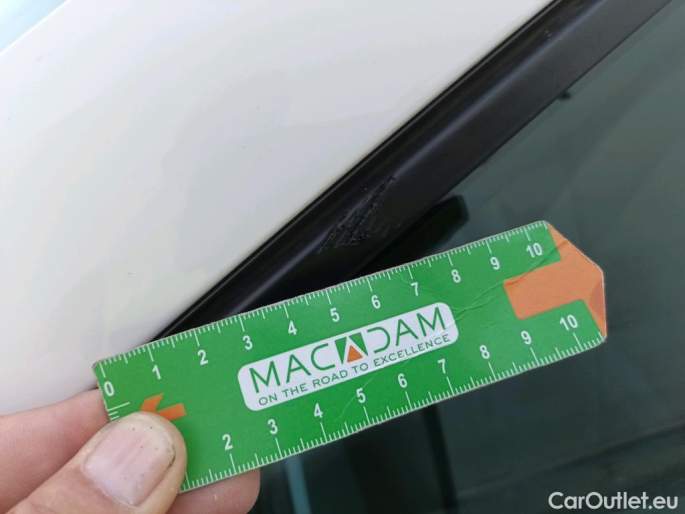 0 1 2 3 4 5 6 7 8 9 10
MACADAM
ON THE ROAD TO EXCELLENCE
2 3 4 5 6 7 8 9 10
CarOutlet.eu